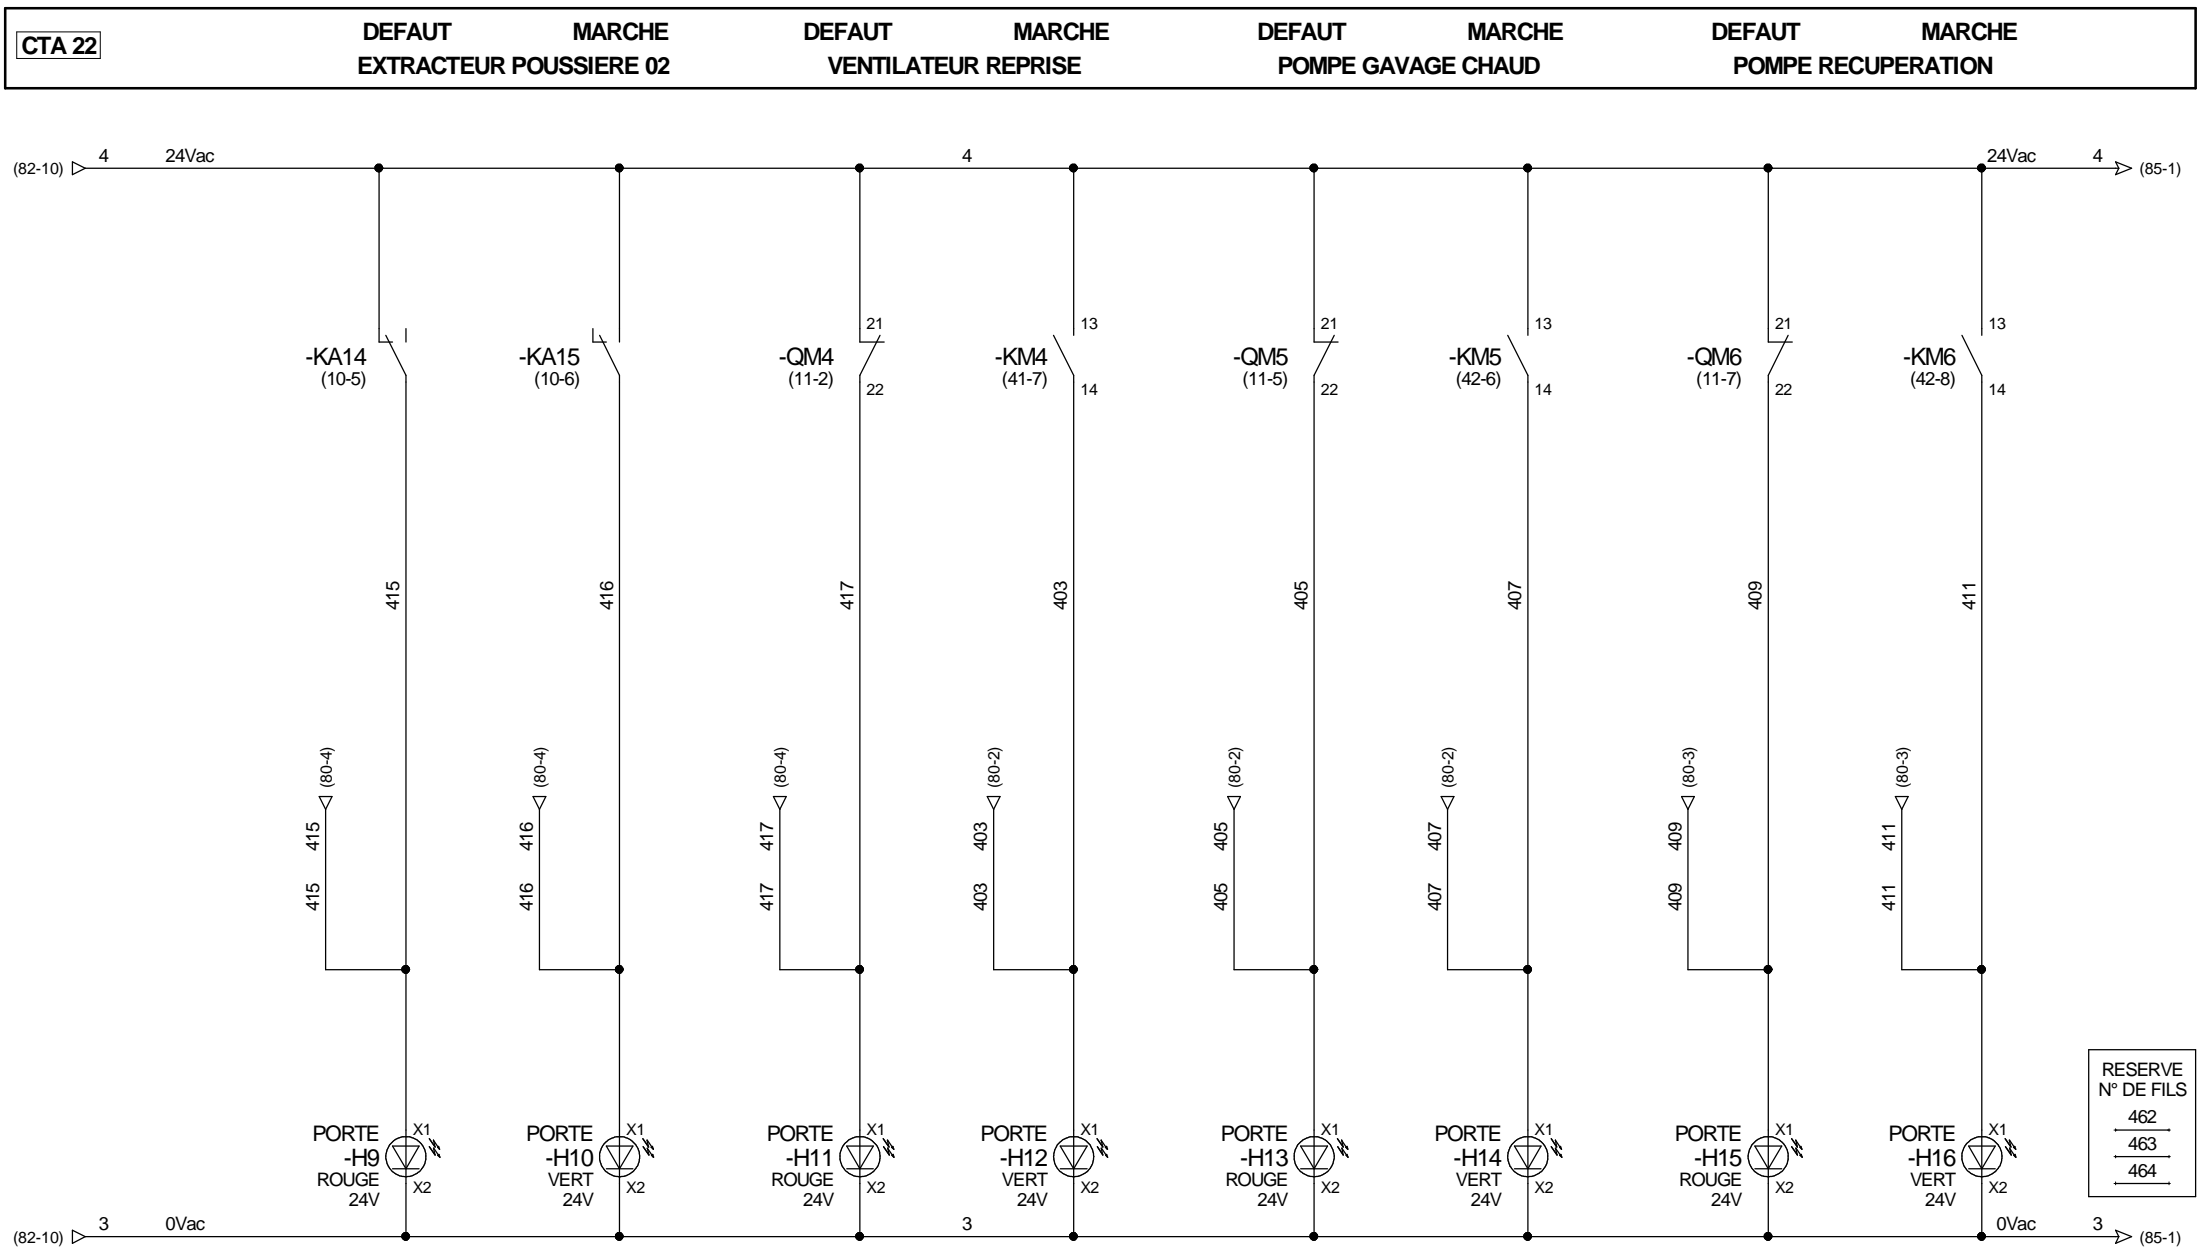 CTA 22
DEFAUT MARCHE DEFAUT MARCHE DEFAUT MARCHE DEFAUT MARCHE
EXTRACTEUR POUSSIERE 02 VENTILATEUR REPRISE POMPE GAVAGE CHAUD POMPE RECUPERATION
(82-10) 4 24Vac 4 24Vac 4 (85-1)
21 13 21 13 21 13
-KA14 -KA15 -QM4 -KM4 -QM5 -KM5 -QM6 -KM6
(10-5) (10-6) (11-2) (41-7) (11-5) (42-6) (11-7) (42-8)
22 14 22 14 22 14
415 416 417 403 405 407 409 411
(80-4) (80-4) (80-4) (80-2) (80-2) (80-2) (80-3) (80-3)
415 416 417 403 405 407 409 411
415 416 417 403 405 407 409 411
RESERVE
N° DE FILS
462
463
464
PORTE X1 PORTE X1 PORTE X1 PORTE X1 PORTE X1 PORTE X1 PORTE X1 PORTE X1
-H9 -H10 -H11 -H12 -H13 -H14 -H15 -H16
ROUGE X2 VERT X2 ROUGE X2 VERT X2 ROUGE X2 VERT X2 ROUGE X2 VERT X2
24V 24V 24V 24V 24V 24V 24V 24V
(82-10) 3 0Vac 3 0Vac 3 (85-1)